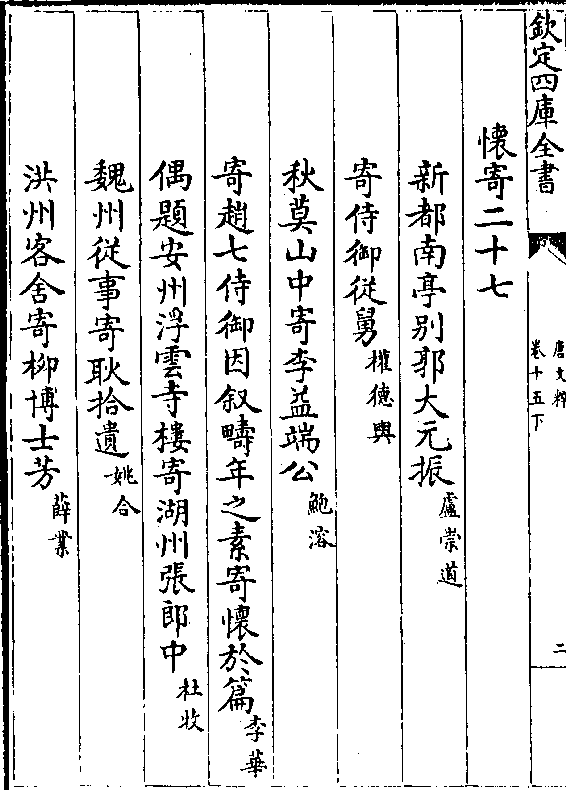 欽定四庫全書
唐文粹
卷十五下
二
懷寄二十七
新都南亭别郭大元振盧崇道
寄侍御從舅權德輿
秋莫山中寄李益端公鮑溶
寄趙七侍御因叙疇年之素寄懷於篇李華
偶題安州浮雲寺樓寄湖州張郎中杜牧
魏州從事寄耿拾遺姚合
洪州客舍寄柳博士芳薛業